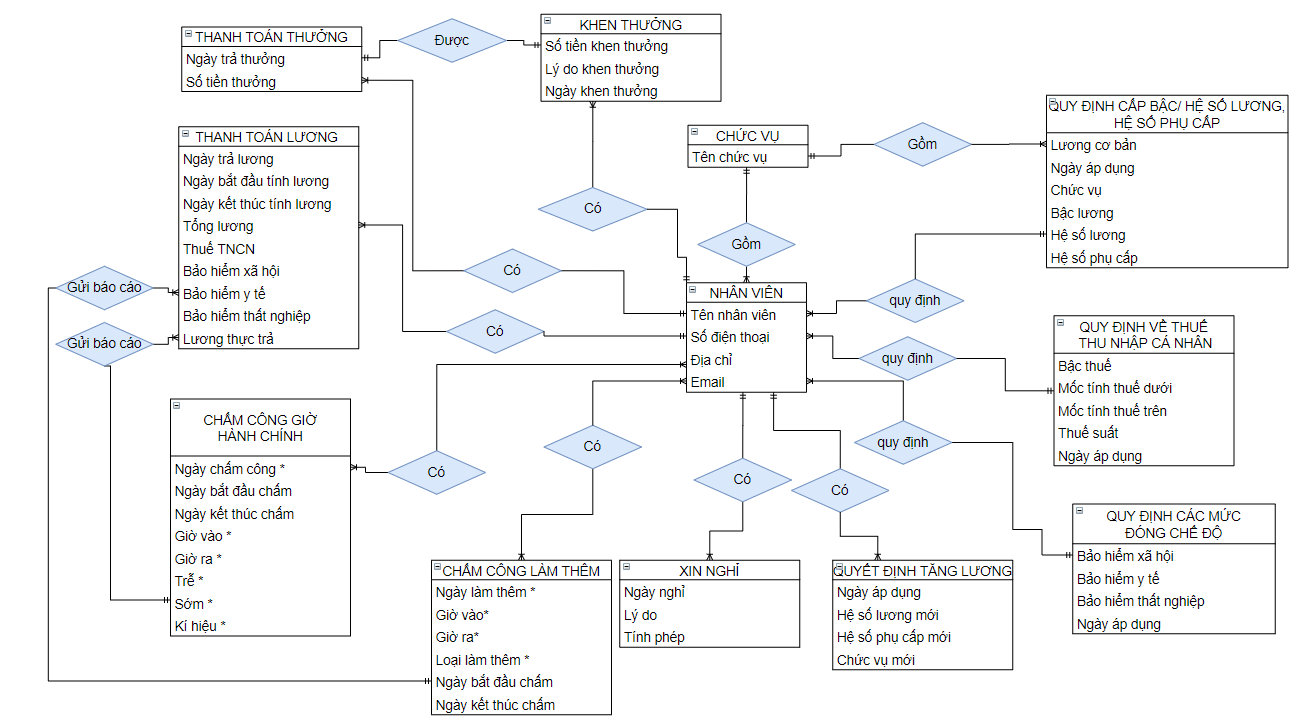 THANH TOÁN THƯỞNG
Ngày trả thưởng
Số tiền thưởng
Được
KHEN THƯỞNG
Số tiền khen thưởng
Lý do khen thưởng
Ngày khen thưởng
THANH TOÁN LƯƠNG
Ngày trả lương
Ngày bắt đầu tính lương
Ngày kết thúc tính lương
Tổng lương
Thuế TNCN
Bảo hiểm xã hội
Bảo hiểm y tế
Bảo hiểm thất nghiệp
Lương thực trả
CHỨC VỤ
Tên chức vụ
Gồm
QUY ĐỊNH CẤP BẬC/ HỆ SỐ LƯƠNG,
HỆ SỐ PHỤ CẤP
Lương cơ bản
Ngày áp dụng
Chức vụ
Bậc lương
Hệ số lương
Hệ số phụ cấp
Có
Gồm
Có
Có
Gửi báo cáo
Gửi báo cáo
NHÂN VIÊN
Tên nhân viên
Số điện thoại
Địa chỉ
Email
quy định
quy định
quy định
QUY ĐỊNH VỀ THUẾ
THU NHẬP CÁ NHÂN
Bậc thuế
Mốc tính thuế dưới
Mốc tính thuế trên
Thuế suất
Ngày áp dụng
CHẤM CÔNG GIỜ
HÀNH CHÍNH
Ngày chấm công *
Ngày bắt đầu chấm
Ngày kết thúc chấm
Giờ vào *
Giờ ra *
Trễ *
Sớm *
Kí hiệu *
Có
Có
Có
Có
QUY ĐỊNH CÁC MỨC
ĐÓNG CHẾ ĐỘ
Bảo hiểm xã hội
Bảo hiểm y tế
Bảo hiểm thất nghiệp
Ngày áp dụng
CHẤM CÔNG LÀM THÊM
Ngày làm thêm *
Giờ vào*
Giờ ra*
Loại làm thêm *
Ngày bắt đầu chấm
Ngày kết thúc chấm
XIN NGHỈ
Ngày nghỉ
Lý do
Tính phép
QUYẾT ĐỊNH TĂNG LƯƠNG
Ngày áp dụng
Hệ số lương mới
Hệ số phụ cấp mới
Chức vụ mới